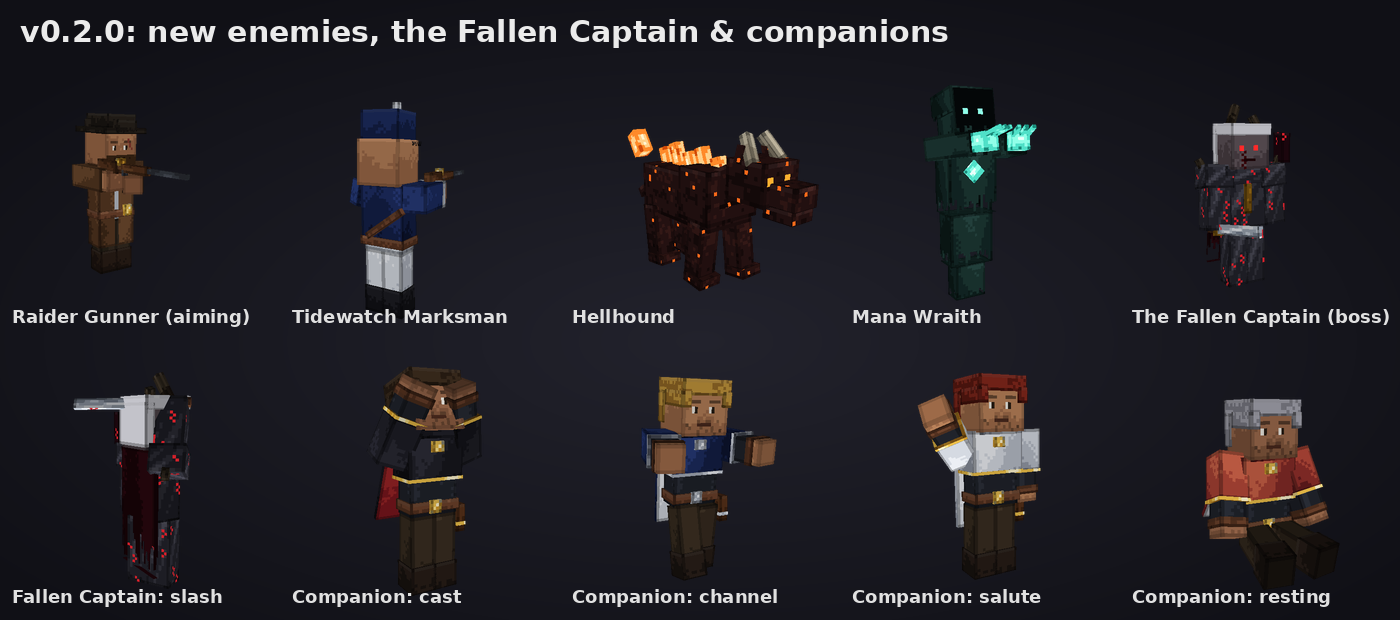 v0.2.0: new enemies, the Fallen Captain & companions
Raider Gunner (aiming)
Tidewatch Marksman
Hellhound
Mana Wraith
The Fallen Captain (boss)
Fallen Captain: slash
Companion: cast
Companion: channel
Companion: salute
Companion: resting